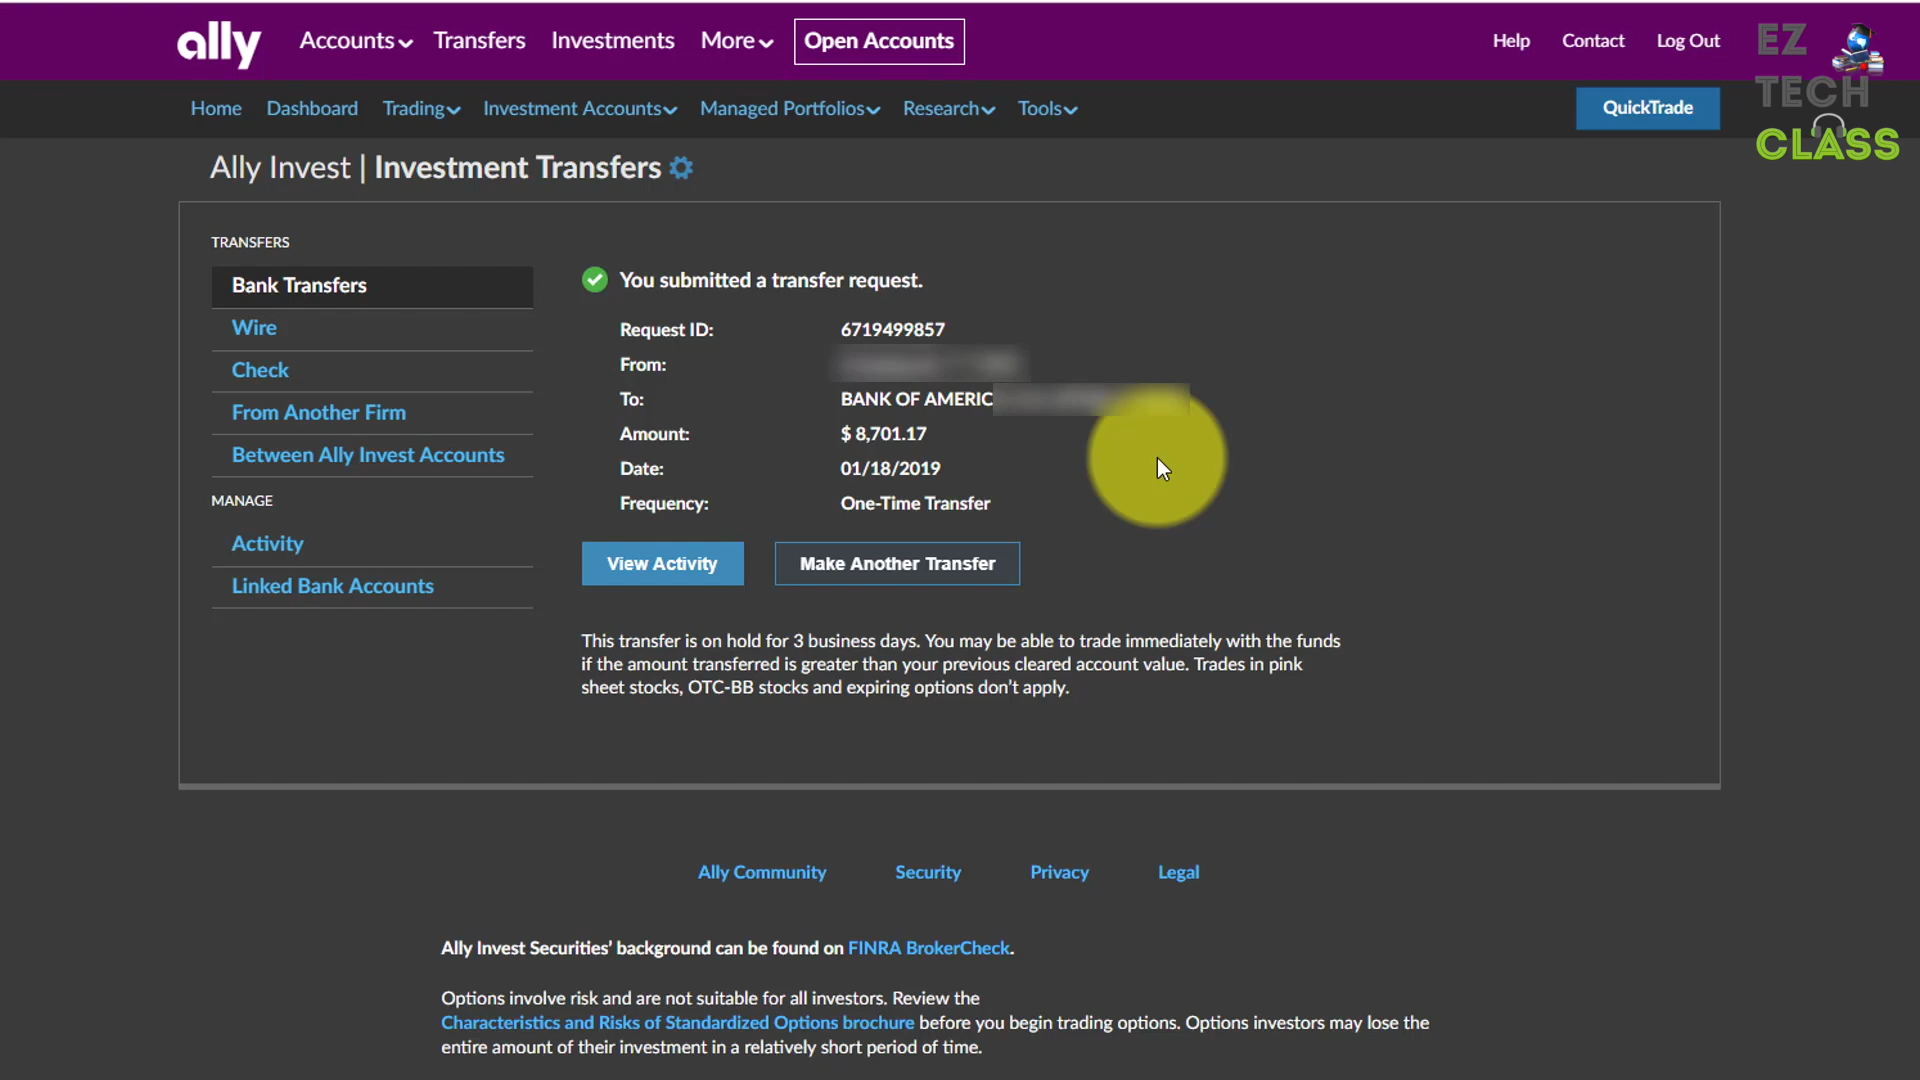 ally
Accounts Transfers Investments More Open Accounts
Help Contact Log Out
EZ
TECH
CLASS
Home Dashboard Trading Investment Accounts Managed Portfolios Research Tools
QuickTrade
Ally Invest | Investment Transfers
TRANSFERS
Bank Transfers
Wire
Check
From Another Firm
Between Ally Invest Accounts
MANAGE
Activity
Linked Bank Accounts
You submitted a transfer request.
Request ID: 6719499857
From:
To: BANK OF AMERIC
Amount: $ 8,701.17
Date: 01/18/2019
Frequency: One-Time Transfer
View Activity Make Another Transfer
This transfer is on hold for 3 business days. You may be able to trade immediately with the funds
if the amount transferred is greater than your previous cleared account value. Trades in pink
sheet stocks, OTC-BB stocks and expiring options don't apply.
Ally Community Security Privacy Legal
Ally Invest Securities' background can be found on FINRA BrokerCheck.
Options involve risk and are not suitable for all investors. Review the
Characteristics and Risks of Standardized Options brochure before you begin trading options. Options investors may lose the
entire amount of their investment in a relatively short period of time.